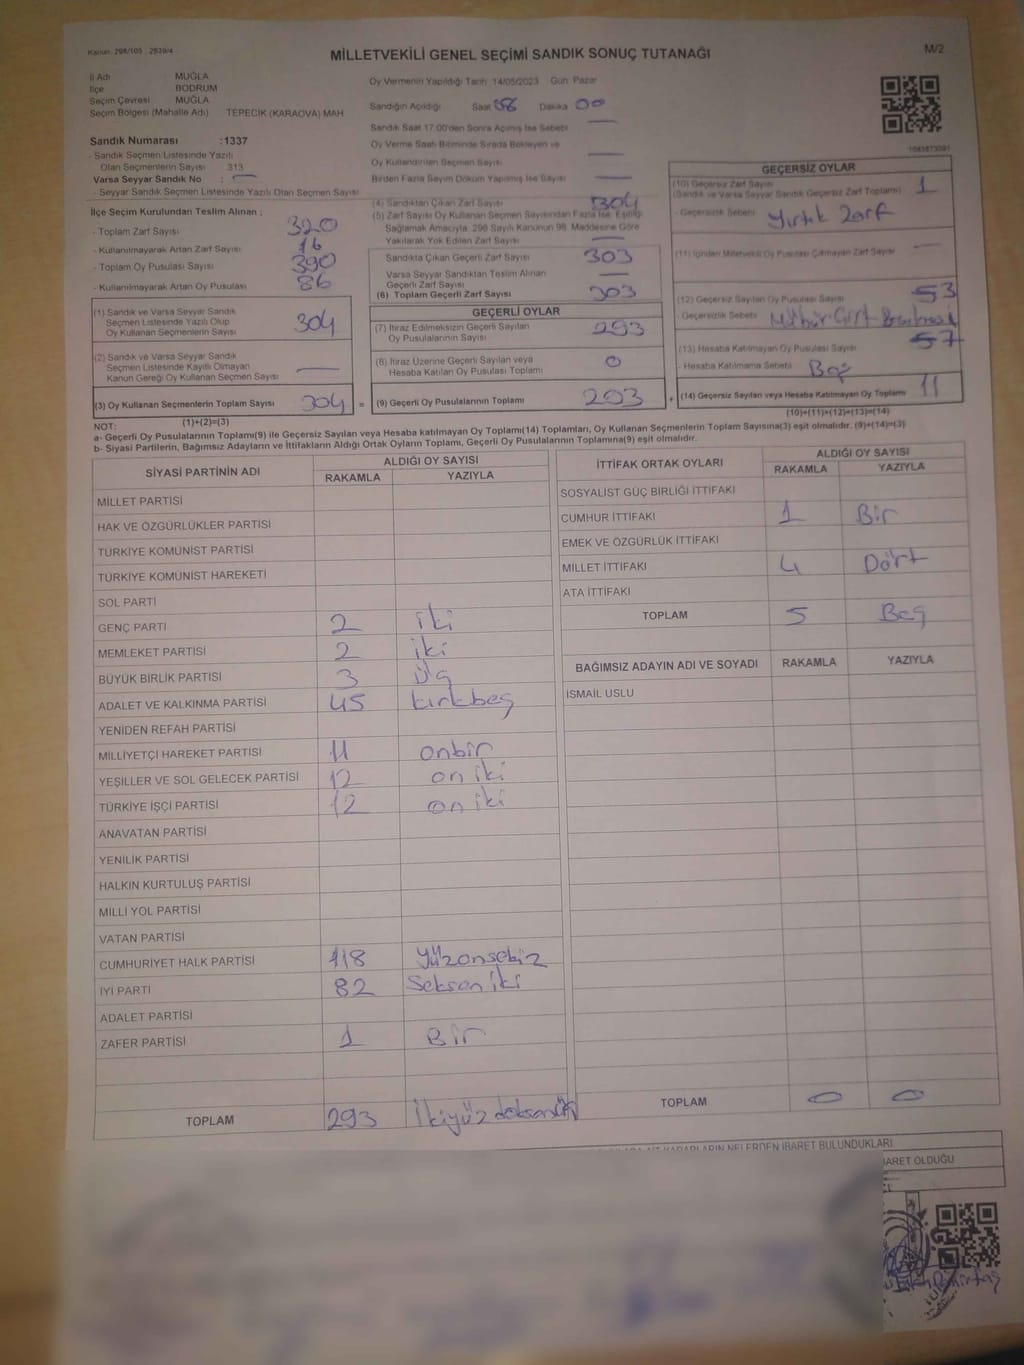 Kanun: 298/105 , 2839/4
MİLLETVEKİLİ GENEL SEÇİMİ SANDIK SONUÇ TUTANAĞI
M/2
İl Adı MUĞLA
İlçe BODRUM
Seçim Çevresi MUĞLA
Seçim Bölgesi (Mahalle Adı) TEPECİK (KARAOVA) MAH
Oy Vermenin Yapıldığı Tarih 14/05/2023 Gün: Pazar
Sandığın Açıldığı Saat Dakika 00
Sandık Saat 17:00'den Sonra Açılmış İse Sebebi
Oy Verme Saati Bitiminde Sırada Bekleyen ve
Oy Kullandırılan Seçmen Sayısı
Birden Fazla Sayım Döküm Yapılmış İse Sayısı
Sandık Numarası :1337
- Sandık Seçmen Listesinde Yazılı
Olan Seçmenlerin Sayısı 313
Varsa Seyyar Sandık No :
- Seyyar Sandık Seçmen Listesinde Yazılı Olan Seçmen Sayısı
İlçe Seçim Kurulundan Teslim Alınan :
- Toplam Zarf Sayısı 320
- Kullanılmayarak Artan Zarf Sayısı 16
- Toplam Oy Pusulası Sayısı 390
- Kullanılmayarak Artan Oy Pusulası 86
(1) Sandık ve Varsa Seyyar Sandık
Seçmen Listesinde Yazılı Olup
Oy Kullanan Seçmenlerin Sayısı 304
(2) Sandık ve Varsa Seyyar Sandık
Seçmen Listesinde Kayıtlı Olmayan
Kanun Gereği Oy Kullanan Seçmen Sayısı
(3) Oy Kullanan Seçmenlerin Toplam Sayısı 304 =
(1)+(2)=(3)
(4) Sandıktan Çıkan Zarf Sayısı 304
(5) Zarf Sayısı Oy Kullanan Seçmen Sayısından Fazla İse, Eşitliği
Sağlamak Amacıyla, 298 Sayılı Kanunun 98. Maddesine Göre
Yakılarak Yok Edilen Zarf Sayısı
Sandıkta Çıkan Geçerli Zarf Sayısı 303
Varsa Seyyar Sandıktan Teslim Alınan
Geçerli Zarf Sayısı
(6) Toplam Geçerli Zarf Sayısı 303
GEÇERLİ OYLAR
(7) İtiraz Edilmeksizin Geçerli Sayılan
Oy Pusulalarının Sayısı 293
(8) İtiraz Üzerine Geçerli Sayılan veya
Hesaba Katılan Oy Pusulası Toplamı 0
(9) Geçerli Oy Pusulalarının Toplamı 293 +
GEÇERSİZ OYLAR
(10) Geçersiz Zarf Sayısı
(Sandık ve Varsa Seyyar Sandık Geçersiz Zarf Toplamı) 1
- Geçersizlik Sebebi Yırtık Zarf
(11) İçinden Milletvekili Oy Pusulası Çıkmayan Zarf Sayısı
(12) Geçersiz Sayılan Oy Pusulası Sayısı 53
- Geçersizlik Sebebi
(13) Hesaba Katılmayan Oy Pusulası Sayısı 57
- Hesaba Katılmama Sebebi Boş
(14) Geçersiz Sayılan veya Hesaba Katılmayan Oy Toplamı 11
(10)+(11)+(12)+(13)=(14)
NOT:
a- Geçerli Oy Pusulalarının Toplamı(9) ile Geçersiz Sayılan veya Hesaba katılmayan Oy Toplamı(14) Toplamları, Oy Kullanan Seçmenlerin Toplam Sayısına(3) eşit olmalıdır. (9)+(14)=(3)
b- Siyasi Partilerin, Bağımsız Adayların ve İttifakların Aldığı Ortak Oyların Toplamı, Geçerli Oy Pusulalarının Toplamına(9) eşit olmalıdır.
SİYASİ PARTİNİN ADI ALDIĞI OY SAYISI
RAKAMLA YAZIYLA
MİLLET PARTİSİ
HAK VE ÖZGÜRLÜKLER PARTİSİ
TÜRKİYE KOMÜNİST PARTİSİ
TÜRKİYE KOMÜNİST HAREKETİ
SOL PARTİ
GENÇ PARTİ 2 iki
MEMLEKET PARTİSİ 2 iki
BÜYÜK BİRLİK PARTİSİ 3 Üç
ADALET VE KALKINMA PARTİSİ 45 kırkbeş
YENİDEN REFAH PARTİSİ
MİLLİYETÇİ HAREKET PARTİSİ 11 onbir
YEŞİLLER VE SOL GELECEK PARTİSİ 12 on iki
TÜRKİYE İŞÇİ PARTİSİ 12 on iki
ANAVATAN PARTİSİ
YENİLİK PARTİSİ
HALKIN KURTULUŞ PARTİSİ
MİLLİ YOL PARTİSİ
VATAN PARTİSİ
CUMHURİYET HALK PARTİSİ 118 Yüzonsekiz
İYİ PARTİ 82 Seksen iki
ADALET PARTİSİ
ZAFER PARTİSİ 1 Bir
TOPLAM 293 İkiyüz doksanüç
İTTİFAK ORTAK OYLARI ALDIĞI OY SAYISI
RAKAMLA YAZIYLA
SOSYALİST GÜÇ BİRLİĞİ İTTİFAKI
CUMHUR İTTİFAKI 1 Bir
EMEK VE ÖZGÜRLÜK İTTİFAKI
MİLLET İTTİFAKI 4 Dört
ATA İTTİFAKI
TOPLAM 5 Beş
BAĞIMSIZ ADAYIN ADI VE SOYADI RAKAMLA YAZIYLA
İSMAİL USLU
TOPLAM 0 0
KARARLARIN NELERDEN İBARET BULUNDUKLARI
İBARET OLDUĞU